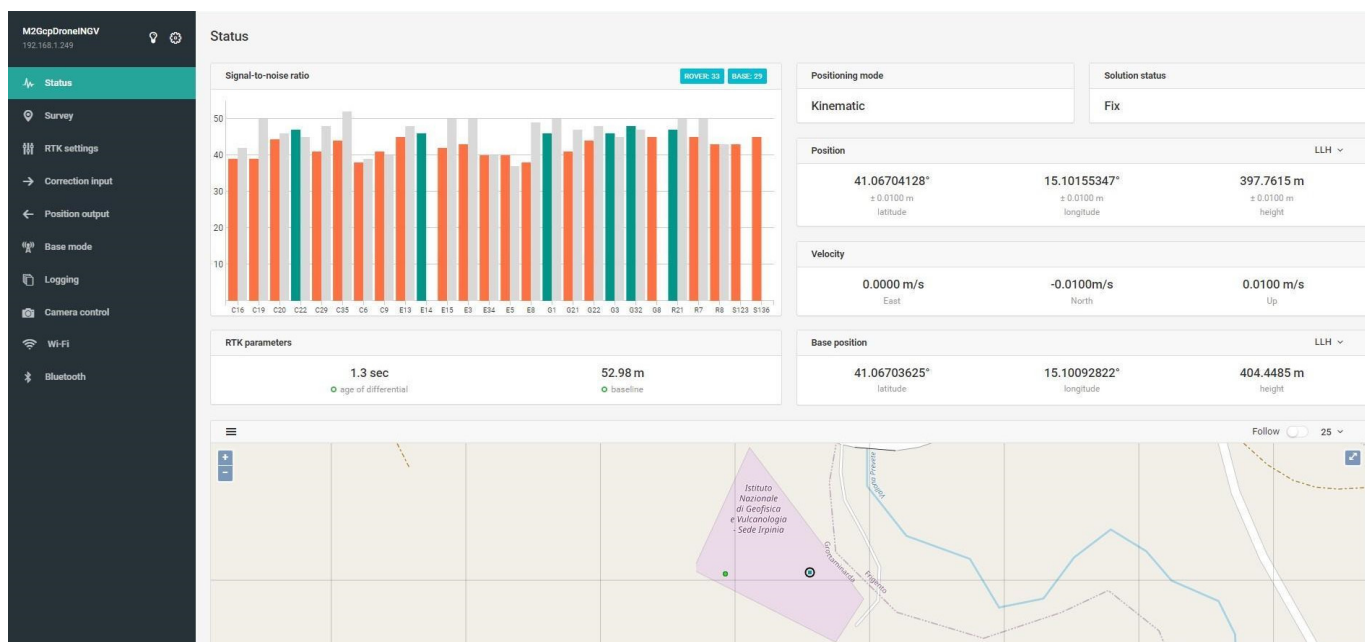 M2GcpDroneINGV
192.168.1.249
Status
Survey
RTK settings
Correction input
Position output
Base mode
Logging
Camera control
Wi-Fi
Bluetooth
Status
Signal-to-noise ratio
ROVER: 33 BASE: 29
50
40
30
20
10
C16 C19 C20 C22 C29 C35 C6 C9 E13 E14 E15 E3 E34 E5 E8 G1 G21 G22 G3 G32 G8 R21 R7 R8 S123 S136
RTK parameters
1.3 sec 52.98 m
age of differential baseline
Positioning mode
Kinematic
Solution status
Fix
Position LLH
41.06704128° 15.10155347° 397.7615 m
± 0.0100 m ± 0.0100 m ± 0.0100 m
latitude longitude height
Velocity
0.0000 m/s -0.0100m/s 0.0100 m/s
East North Up
Base position LLH
41.06703625° 15.10092822° 404.4485 m
latitude longitude height
Follow 25
+
-
Istituto
Nazionale
di Geofisica
e Vulcanologia
- Sede Irpinia
Grottaminarda
Frigento
Prevete